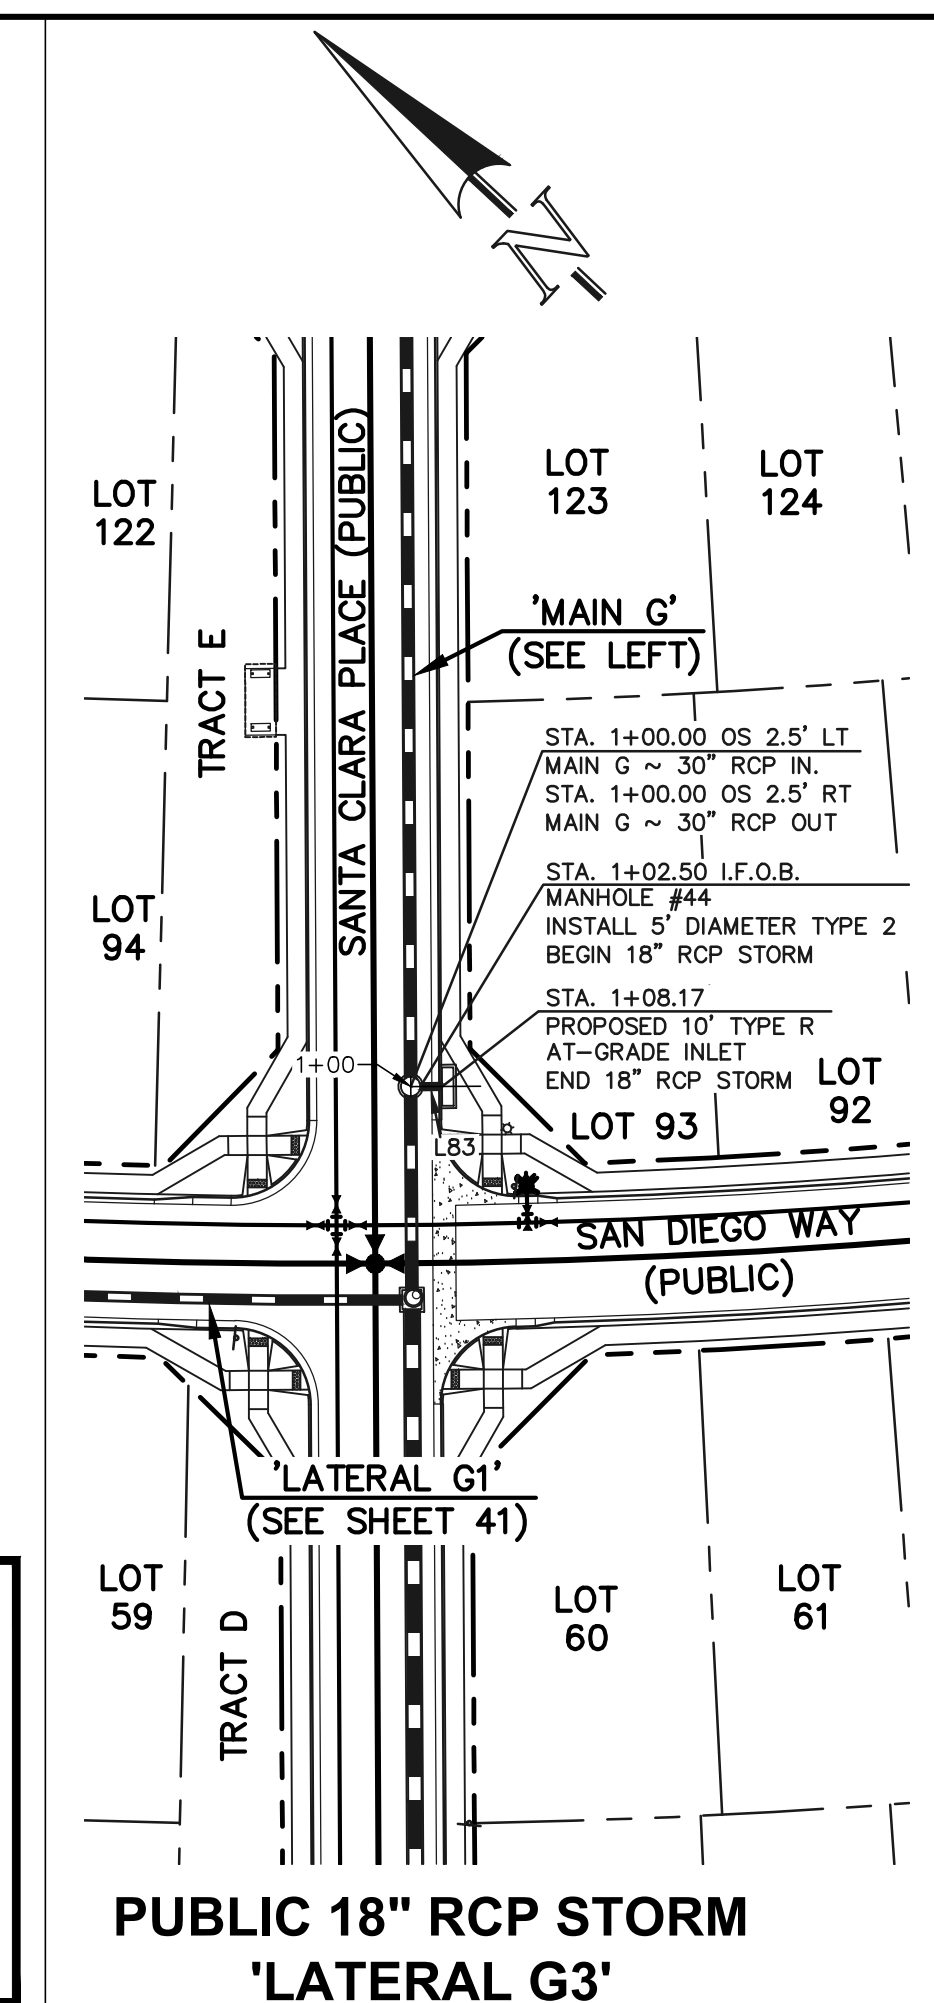 N
SANTA CLARA PLACE (PUBLIC)
LOT
122
LOT
123
LOT
124
TRACT E
'MAIN G'
(SEE LEFT)
STA. 1+00.00 OS 2.5' LT
MAIN G ~ 30" RCP IN.
STA. 1+00.00 OS 2.5' RT
MAIN G ~ 30" RCP OUT
STA. 1+02.50 I.F.O.B.
MANHOLE #44
INSTALL 5' DIAMETER TYPE 2
BEGIN 18" RCP STORM
LOT
94
STA. 1+08.17
PROPOSED 10' TYPE R
AT-GRADE INLET
END 18" RCP STORM
1+00
LOT
92
LOT 93
L83
SAN DIEGO WAY
(PUBLIC)
'LATERAL G1'
(SEE SHEET 41)
LOT
59
TRACT D
LOT
60
LOT
61
PUBLIC 18" RCP STORM
'LATERAL G3'